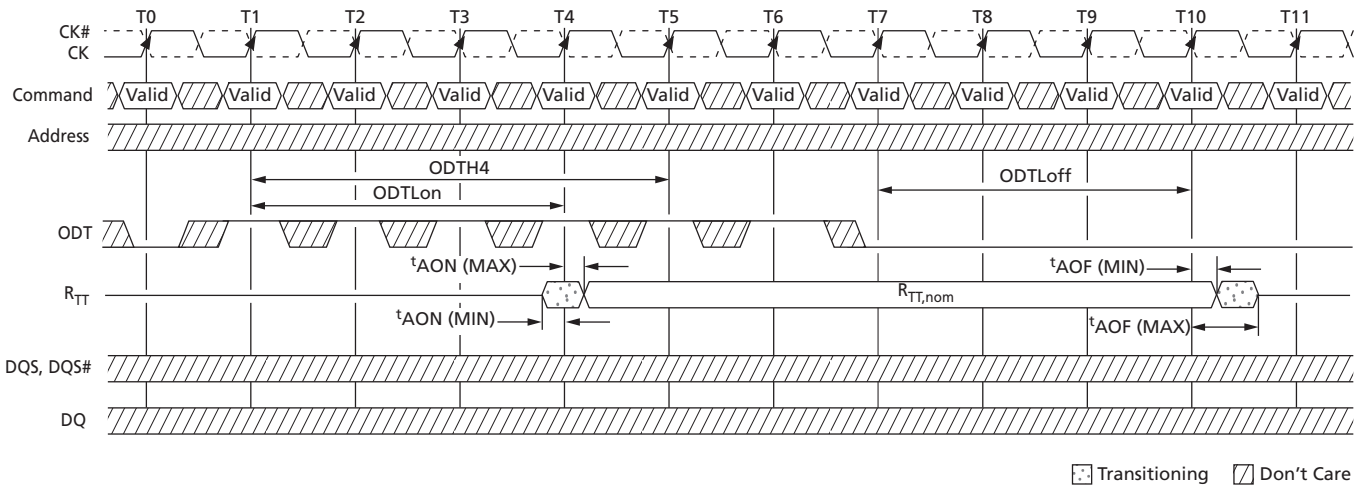 T0 T1 T2 T3 T4 T5 T6 T7 T8 T9 T10 T11
CK#
CK
Command Valid Valid Valid Valid Valid Valid Valid Valid Valid Valid Valid Valid
Address
ODTH4
ODTLoff
ODTLon
ODT
tAON (MAX) tAOF (MIN)
RTT RTT,nom
tAON (MIN) tAOF (MAX)
DQS, DQS#
DQ
Transitioning Don't Care